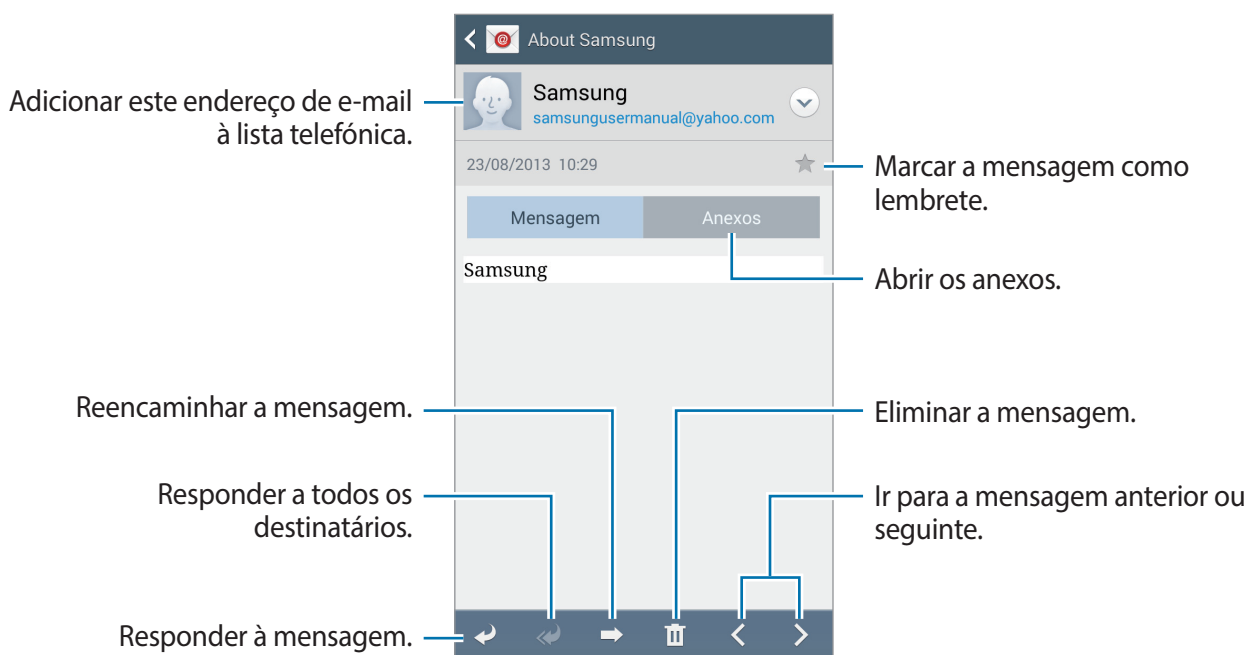 About Samsung
Adicionar este endereço de e-mail
à lista telefónica.
Samsung
samsungusermanual@yahoo.com
23/08/2013 10:29
Marcar a mensagem como
lembrete.
Mensagem
Anexos
Samsung
Abrir os anexos.
Reencaminhar a mensagem.
Eliminar a mensagem.
Responder a todos os
destinatários.
Ir para a mensagem anterior ou
seguinte.
Responder à mensagem.